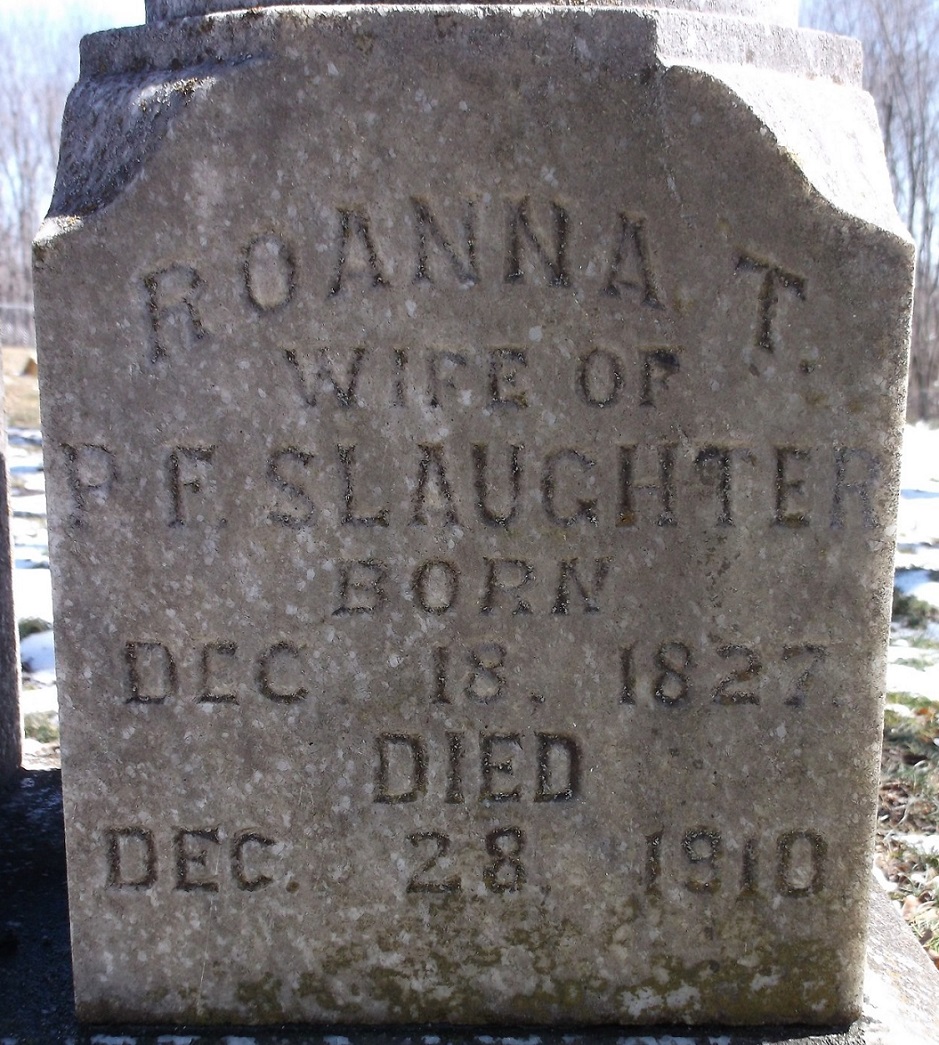 ROANNA T.
WIFE OF
P. F. SLAUGHTER
BORN
DEC. 18, 1827.
DIED
DEC. 28, 1910